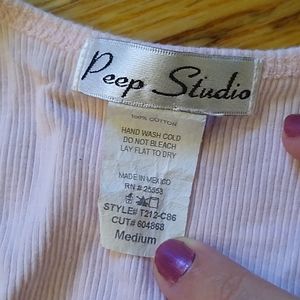 Peep Studio
100% COTTON
HAND WASH COLD
DO NOT BLEACH
LAY FLAT TO DRY
MADE IN MEXICO
RN # 25553
STYLE# T212-C86
CUT# 604868
Medium